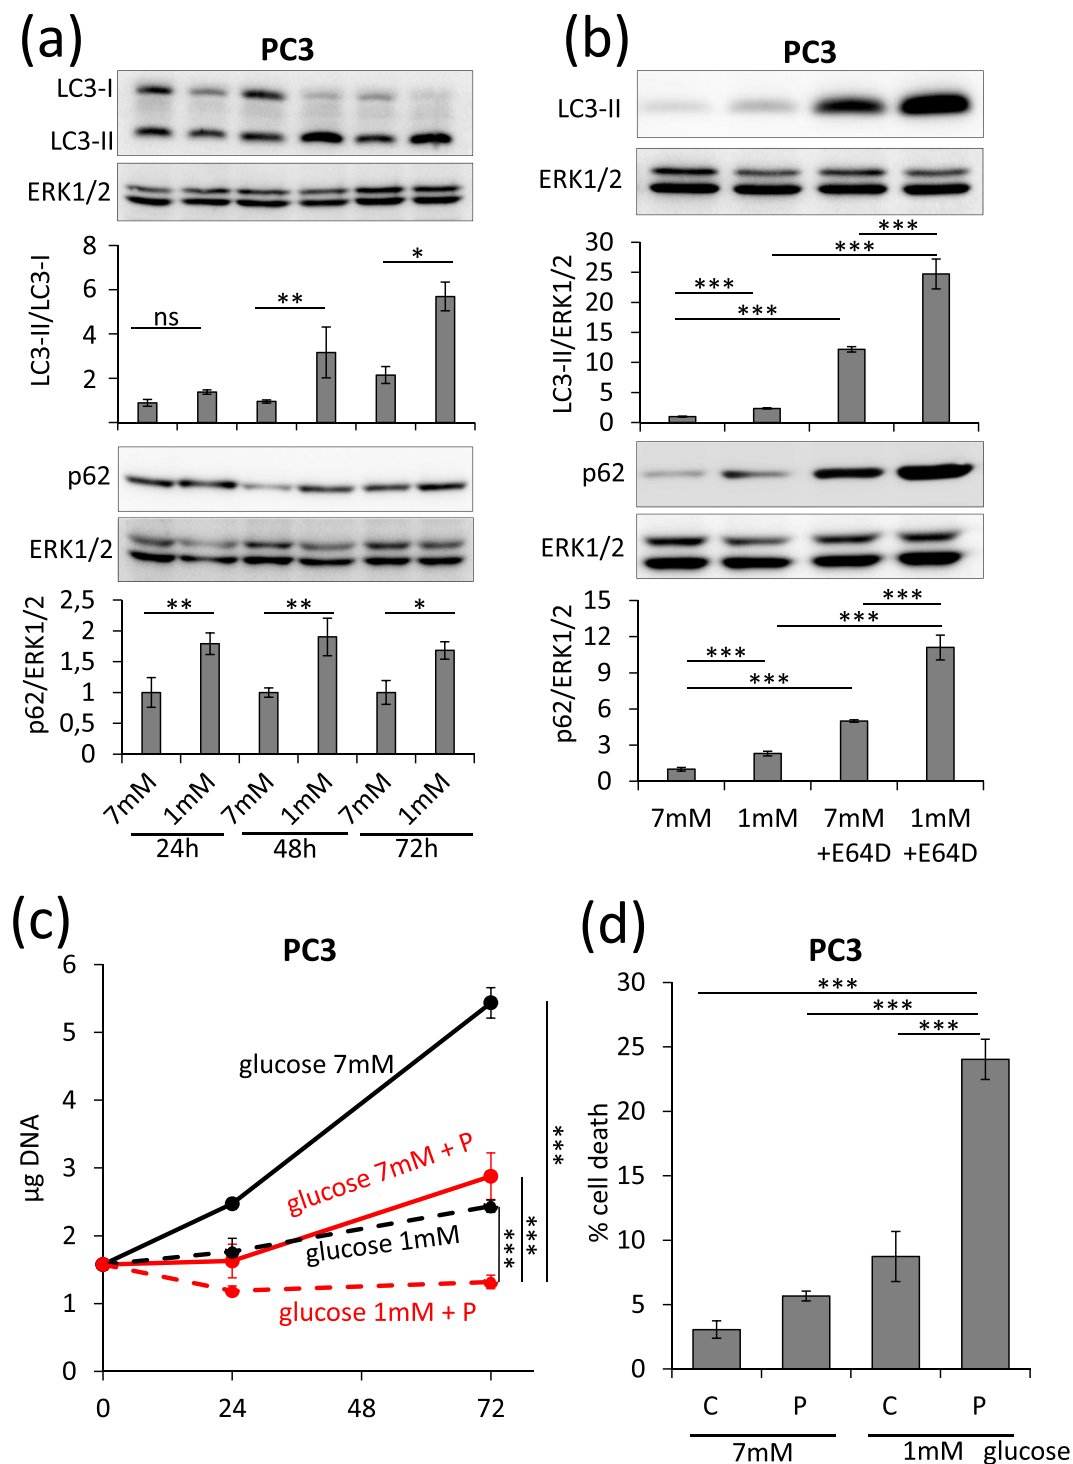 (a)
PC3
LC3-I
LC3-II
ERK1/2
LC3-II/LC3-I
8
6
4
2
ns
**
*
p62
ERK1/2
p62/ERK1/2
2,5
2
1,5
1
0,5
0
**
**
*
7mM
1mM
7mM
1mM
7mM
1mM
24h
48h
72h
(b)
PC3
LC3-II
ERK1/2
LC3-II/ERK1/2
30
25
20
15
10
5
0
***
***
***
***
p62
ERK1/2
p62/ERK1/2
15
12
9
6
3
0
***
***
***
***
7mM
1mM
7mM
+E64D
1mM
+E64D
(c)
PC3
µg DNA
6
5
4
3
2
1
0
glucose 7mM
glucose 7mM + P
glucose 1mM
glucose 1mM + P
***
***
***
0
24
48
72
(d)
PC3
% cell death
30
25
20
15
10
5
0
***
***
***
C
P
C
P
7mM
1mM
glucose